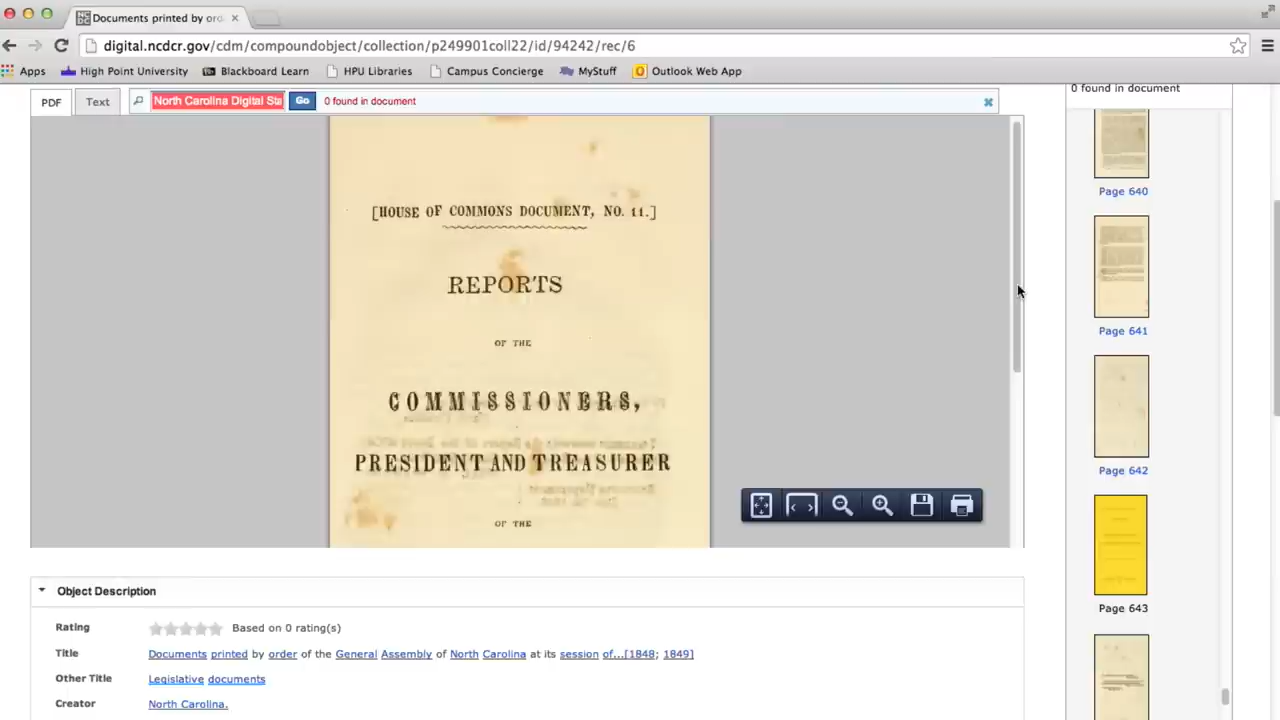 Documents printed by ord
digital.ncdcr.gov/cdm/compoundobject/collection/p249901coll22/id/94242/rec/6
Apps High Point University Blackboard Learn HPU Libraries Campus Concierge MyStuff Outlook Web App
PDF Text North Carolina Digital Sta Go 0 found in document
0 found in document
[HOUSE OF COMMONS DOCUMENT, NO. 11.]
REPORTS
OF THE
COMMISSIONERS,
PRESIDENT AND TREASURER
OF THE
Page 640
Page 641
Page 642
Page 643
Object Description
Rating Based on 0 rating(s)
Title Documents printed by order of the General Assembly of North Carolina at its session of...[1848; 1849]
Other Title Legislative documents
Creator North Carolina.